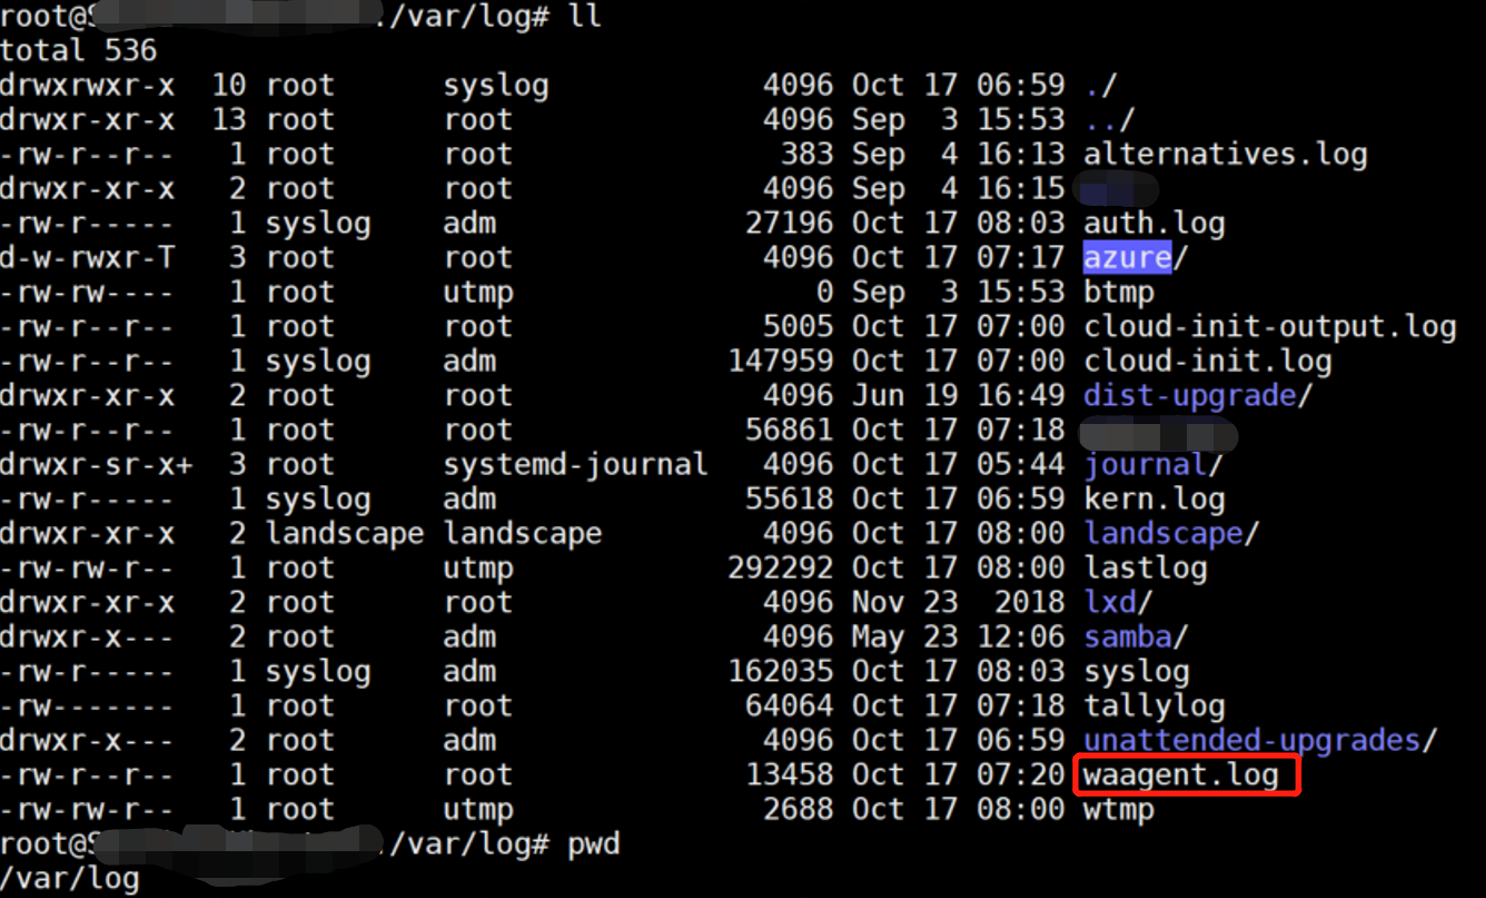 root@ /var/log# ll
total 536
drwxrwxr-x  10 root      syslog            4096 Oct 17 06:59 ./
drwxr-xr-x  13 root      root              4096 Sep  3 15:53 ../
-rw-r--r--   1 root      root               383 Sep  4 16:13 alternatives.log
drwxr-xr-x   2 root      root              4096 Sep  4 16:15
-rw-r-----   1 syslog    adm              27196 Oct 17 08:03 auth.log
d-w-rwxr-T   3 root      root              4096 Oct 17 07:17 azure/
-rw-rw----   1 root      utmp                 0 Sep  3 15:53 btmp
-rw-r--r--   1 root      root              5005 Oct 17 07:00 cloud-init-output.log
-rw-r--r--   1 syslog    adm             147959 Oct 17 07:00 cloud-init.log
drwxr-xr-x   2 root      root              4096 Jun 19 16:49 dist-upgrade/
-rw-r--r--   1 root      root             56861 Oct 17 07:18
drwxr-sr-x+  3 root      systemd-journal   4096 Oct 17 05:44 journal/
-rw-r-----   1 syslog    adm              55618 Oct 17 06:59 kern.log
drwxr-xr-x   2 landscape landscape         4096 Oct 17 08:00 landscape/
-rw-rw-r--   1 root      utmp            292292 Oct 17 08:00 lastlog
drwxr-xr-x   2 root      root              4096 Nov 23  2018 lxd/
drwxr-x---   2 root      adm               4096 May 23 12:06 samba/
-rw-r-----   1 syslog    adm             162035 Oct 17 08:03 syslog
-rw-------   1 root      root             64064 Oct 17 07:18 tallylog
drwxr-x---   2 root      adm               4096 Oct 17 06:59 unattended-upgrades/
-rw-r--r--   1 root      root             13458 Oct 17 07:20 waagent.log
-rw-rw-r--   1 root      utmp              2688 Oct 17 08:00 wtmp
root@ /var/log# pwd
/var/log